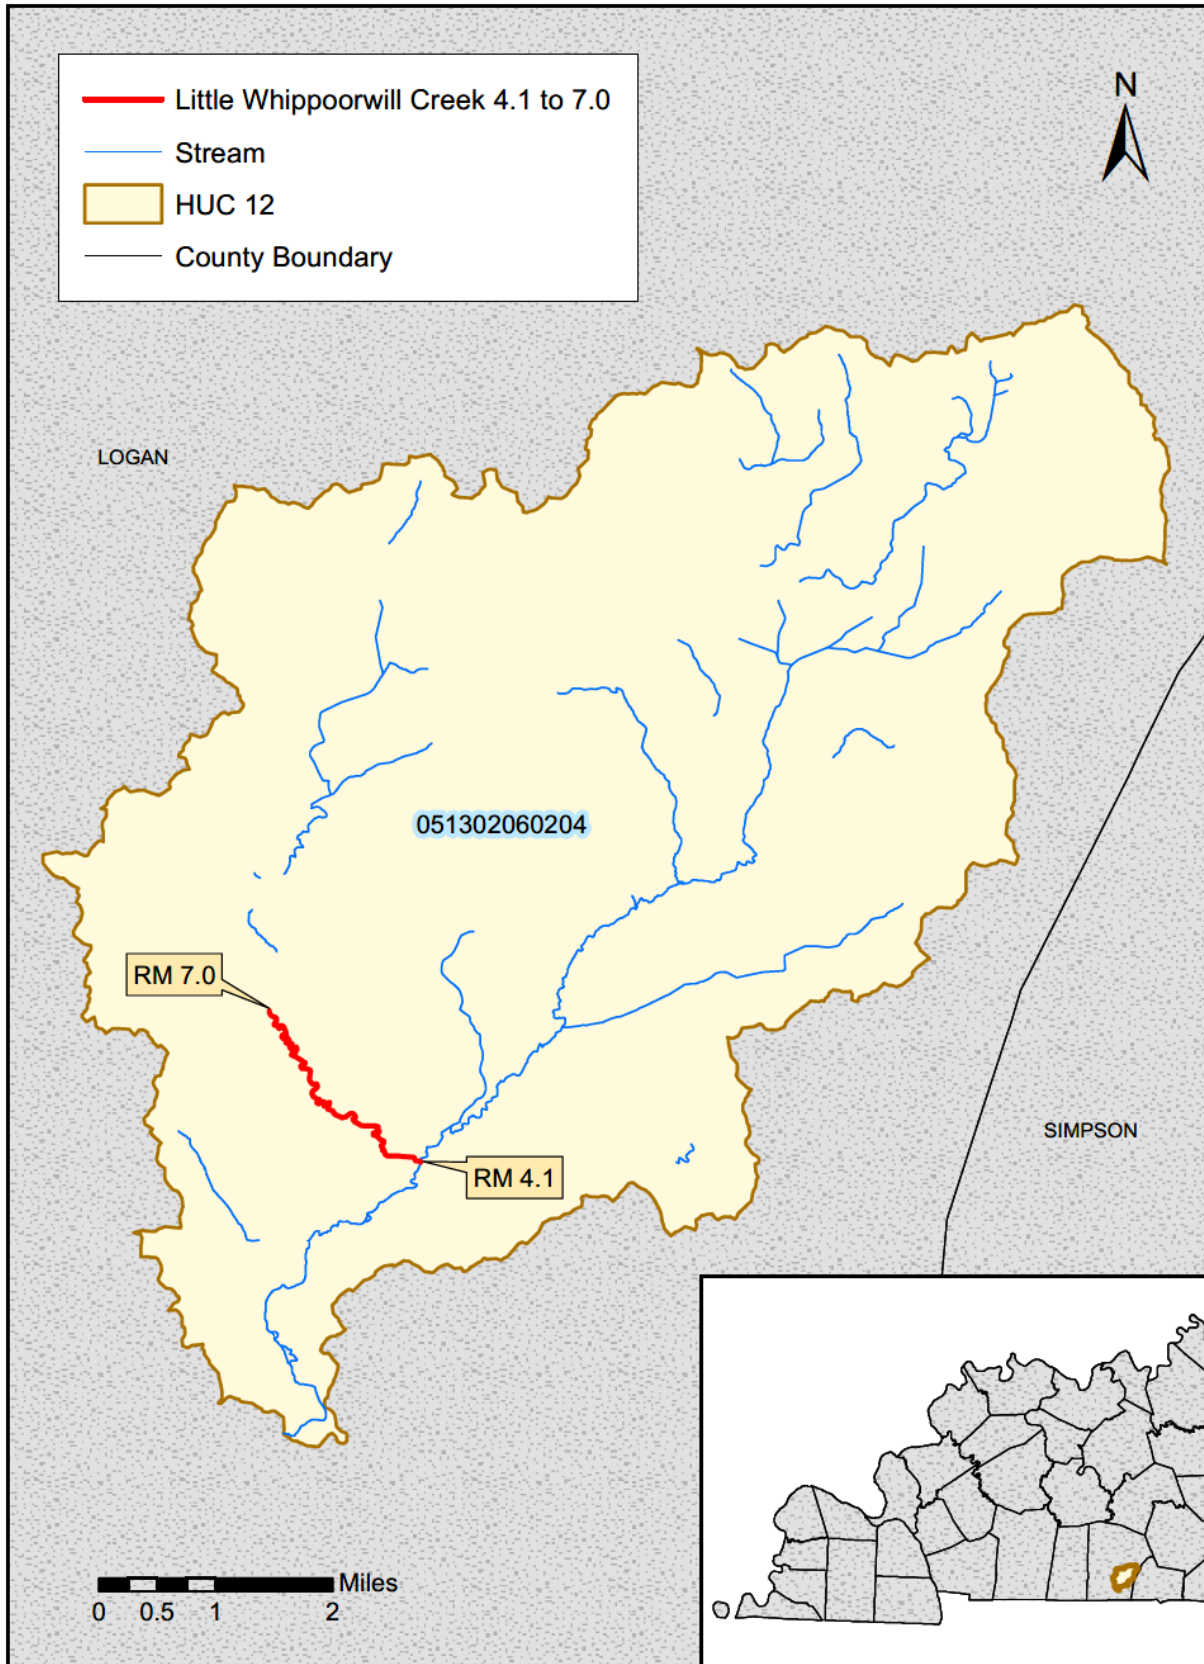 Little Whippoorwill Creek 4.1 to 7.0
Stream
HUC 12
County Boundary
N
LOGAN
051302060204
RM 7.0
RM 4.1
SIMPSON
Miles
0 0.5 1 2